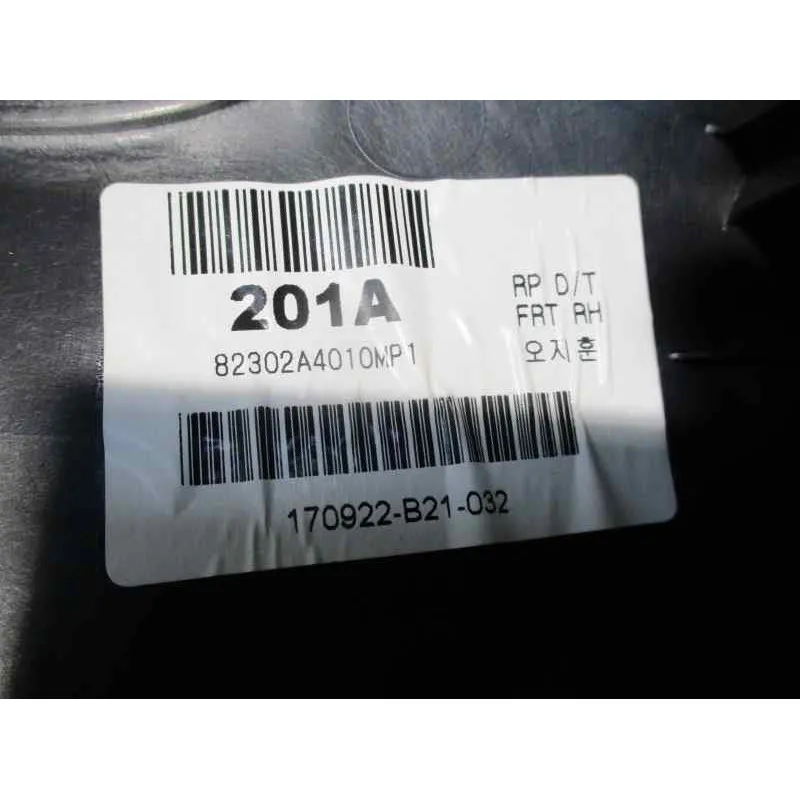 201A
82302A4010MP1
RP D/T
FRT RH
오지훈
170922-B21-032